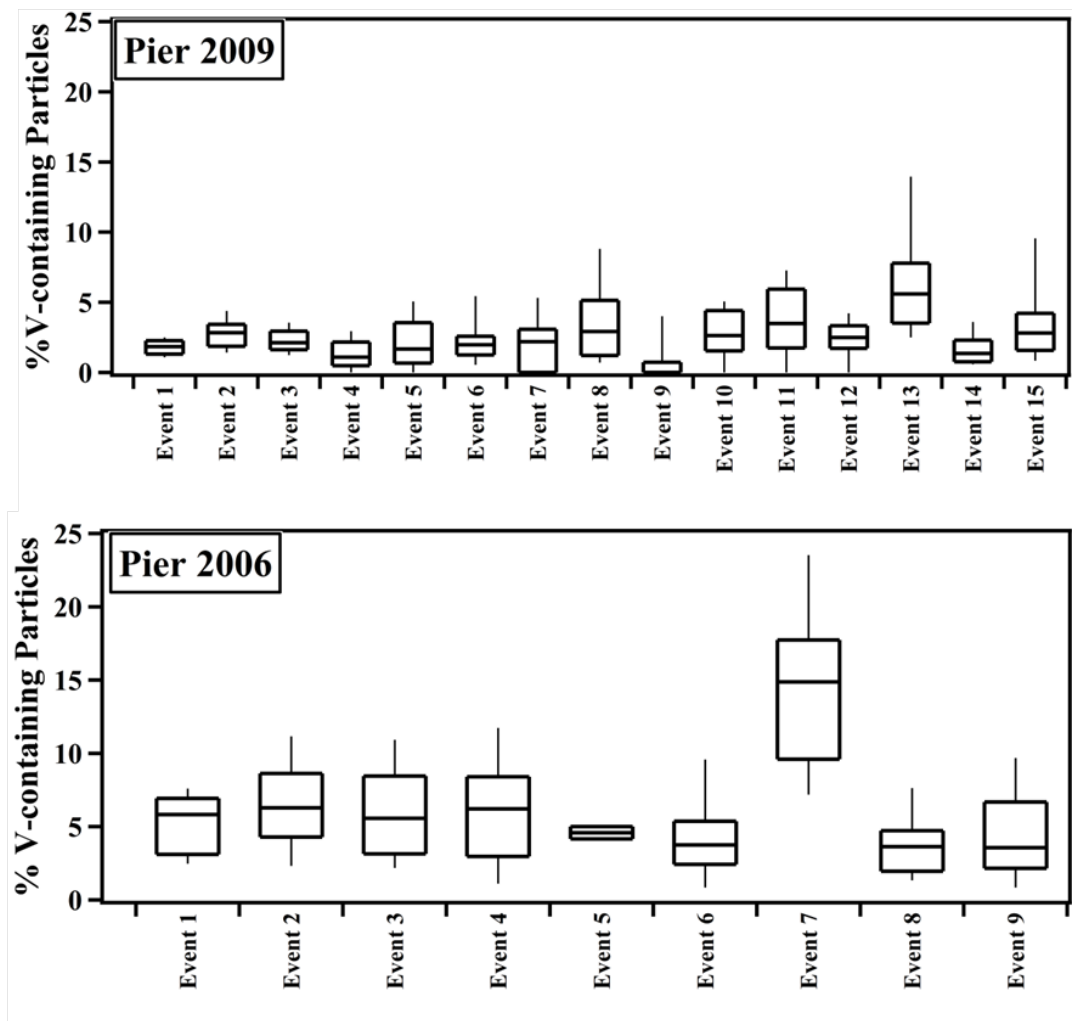 Pier 2009
%V-containing Particles
25
20
15
10
5
0
Event 1
Event 2
Event 3
Event 4
Event 5
Event 6
Event 7
Event 8
Event 9
Event 10
Event 11
Event 12
Event 13
Event 14
Event 15
Pier 2006
% V-containing Particles
25
20
15
10
5
0
Event 1
Event 2
Event 3
Event 4
Event 5
Event 6
Event 7
Event 8
Event 9